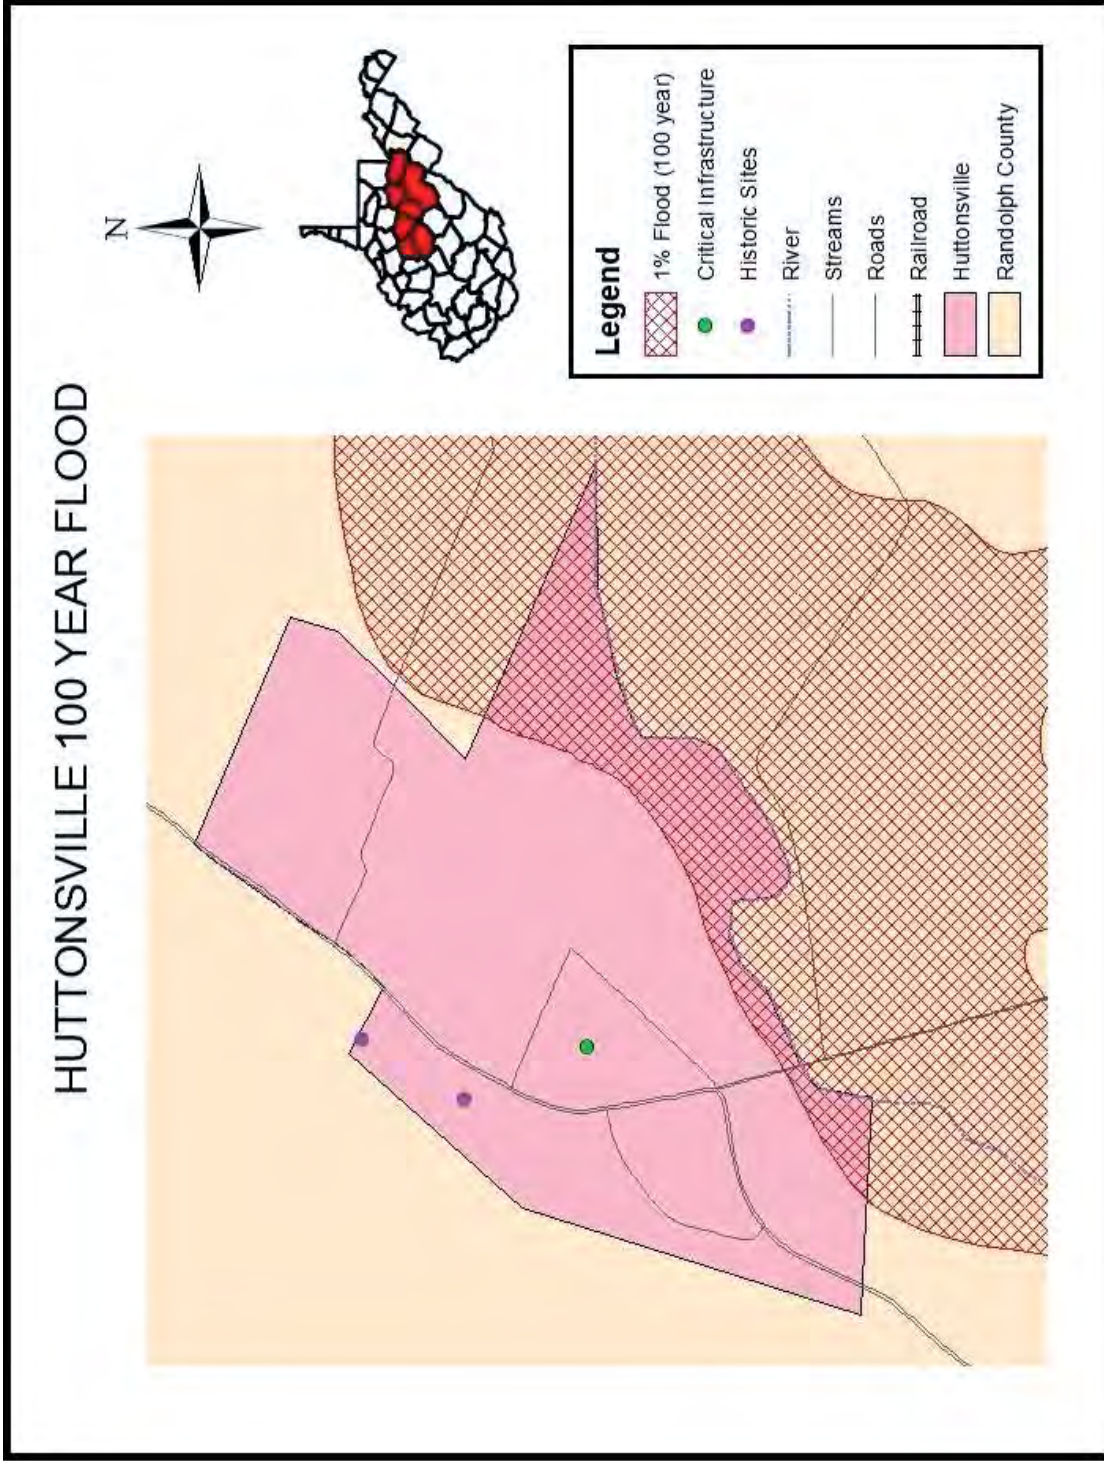 HUTTONSVILLE 100 YEAR FLOOD
N
Legend
1% Flood (100 year)
Critical Infrastructure
Historic Sites
River
Streams
Roads
Railroad
Huttonsville
Randolph County